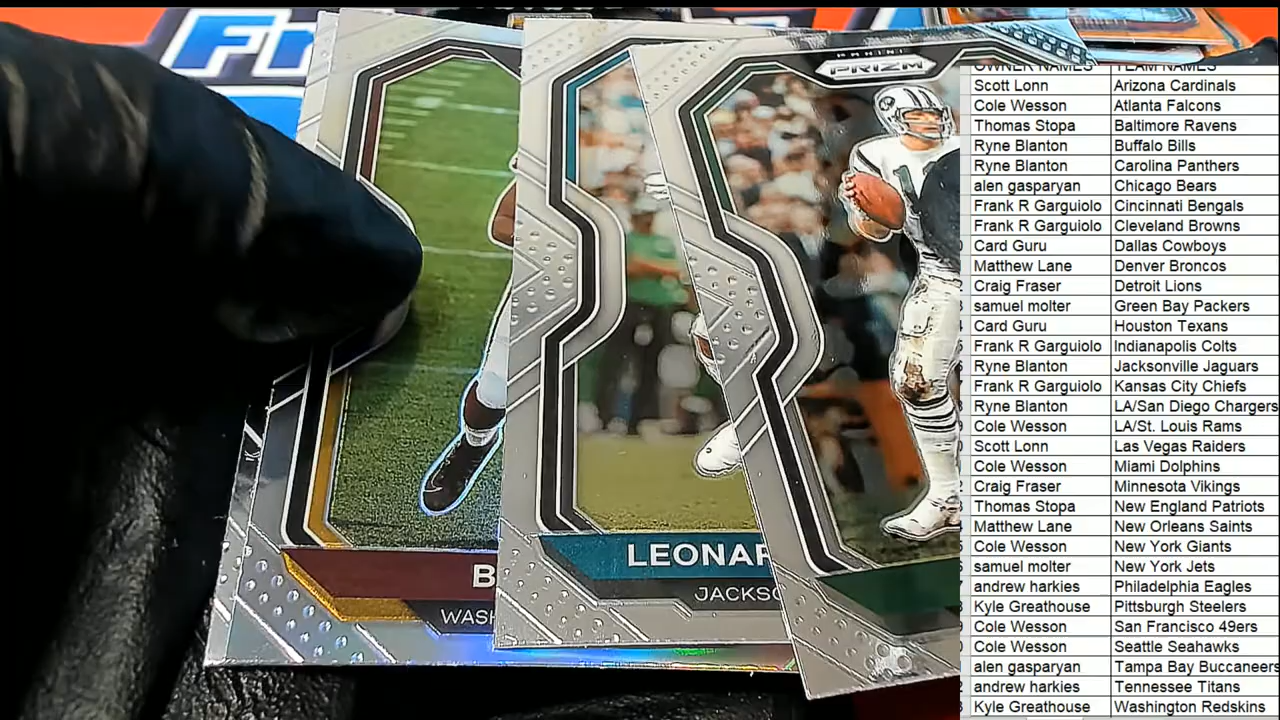 Fr
PANINI
PRIZM
B
WASH
LEONAR
JACKSO
OWNER NAMES TEAM NAMES
Scott Lonn Arizona Cardinals
Cole Wesson Atlanta Falcons
Thomas Stopa Baltimore Ravens
Ryne Blanton Buffalo Bills
Ryne Blanton Carolina Panthers
alen gasparyan Chicago Bears
Frank R Garguiolo Cincinnati Bengals
Frank R Garguiolo Cleveland Browns
Card Guru Dallas Cowboys
Matthew Lane Denver Broncos
Craig Fraser Detroit Lions
samuel molter Green Bay Packers
Card Guru Houston Texans
Frank R Garguiolo Indianapolis Colts
Ryne Blanton Jacksonville Jaguars
Frank R Garguiolo Kansas City Chiefs
Ryne Blanton LA/San Diego Chargers
Cole Wesson LA/St. Louis Rams
Scott Lonn Las Vegas Raiders
Cole Wesson Miami Dolphins
Craig Fraser Minnesota Vikings
Thomas Stopa New England Patriots
Matthew Lane New Orleans Saints
Cole Wesson New York Giants
samuel molter New York Jets
andrew harkies Philadelphia Eagles
Kyle Greathouse Pittsburgh Steelers
Cole Wesson San Francisco 49ers
Cole Wesson Seattle Seahawks
alen gasparyan Tampa Bay Buccaneers
andrew harkies Tennessee Titans
Kyle Greathouse Washington Redskins